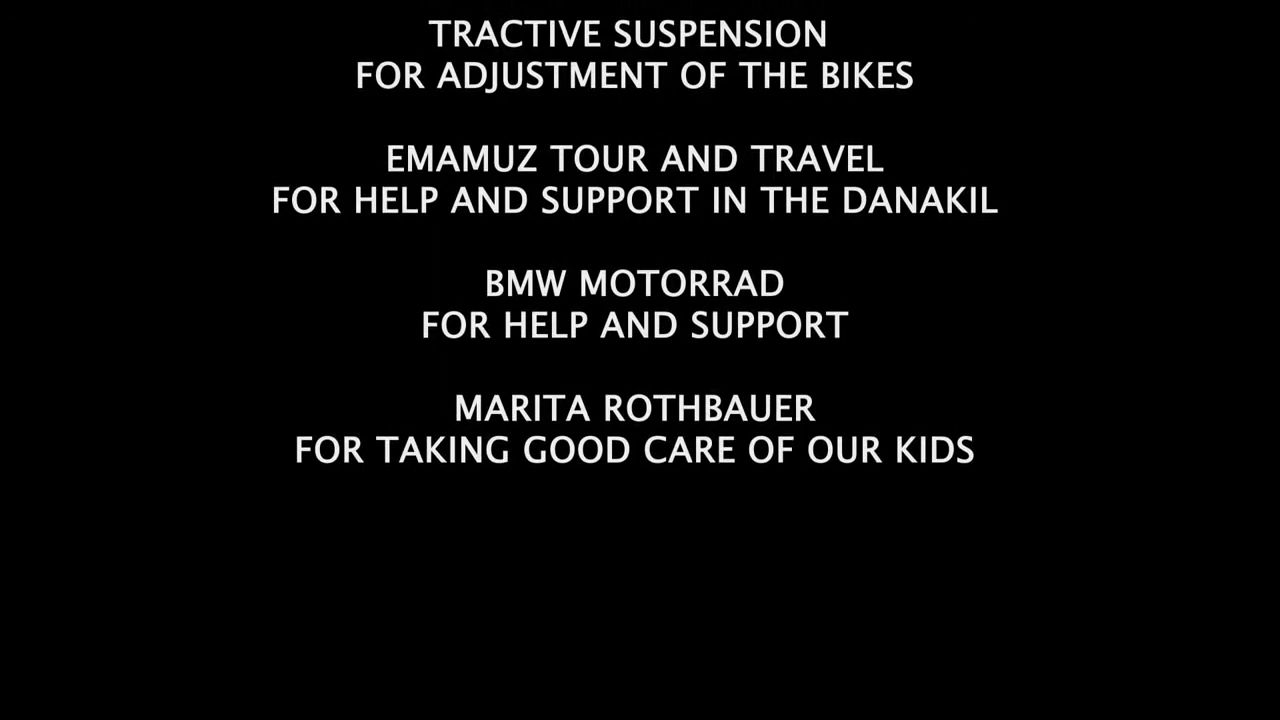 TRACTIVE SUSPENSION
FOR ADJUSTMENT OF THE BIKES
EMAMUZ TOUR AND TRAVEL
FOR HELP AND SUPPORT IN THE DANAKIL
BMW MOTORRAD
FOR HELP AND SUPPORT
MARITA ROTHBAUER
FOR TAKING GOOD CARE OF OUR KIDS